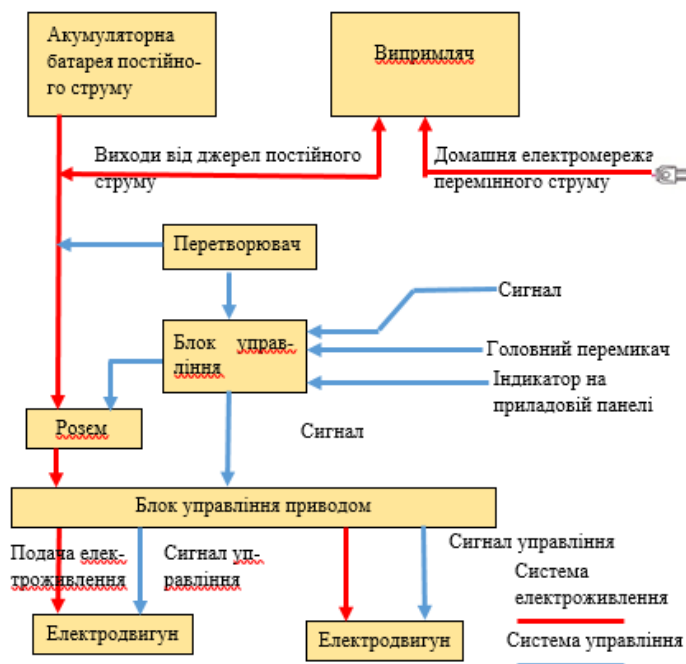 Акумуляторна
батарея постійно-
го струму
Випримляч
Виходи від джерел постійного
струму
Домашня електромережа
перемінного струму
Перетворювач
Сигнал
Блок управ-
ління
Головний перемикач
Індикатор на
приладовій панелі
Розєм
Сигнал
Блок управління приводом
Подача елек-
троживлення
Сигнал уп-
равління
Сигнал управління
Система
електроживлення
Електродвигун
Електродвигун
Система управління